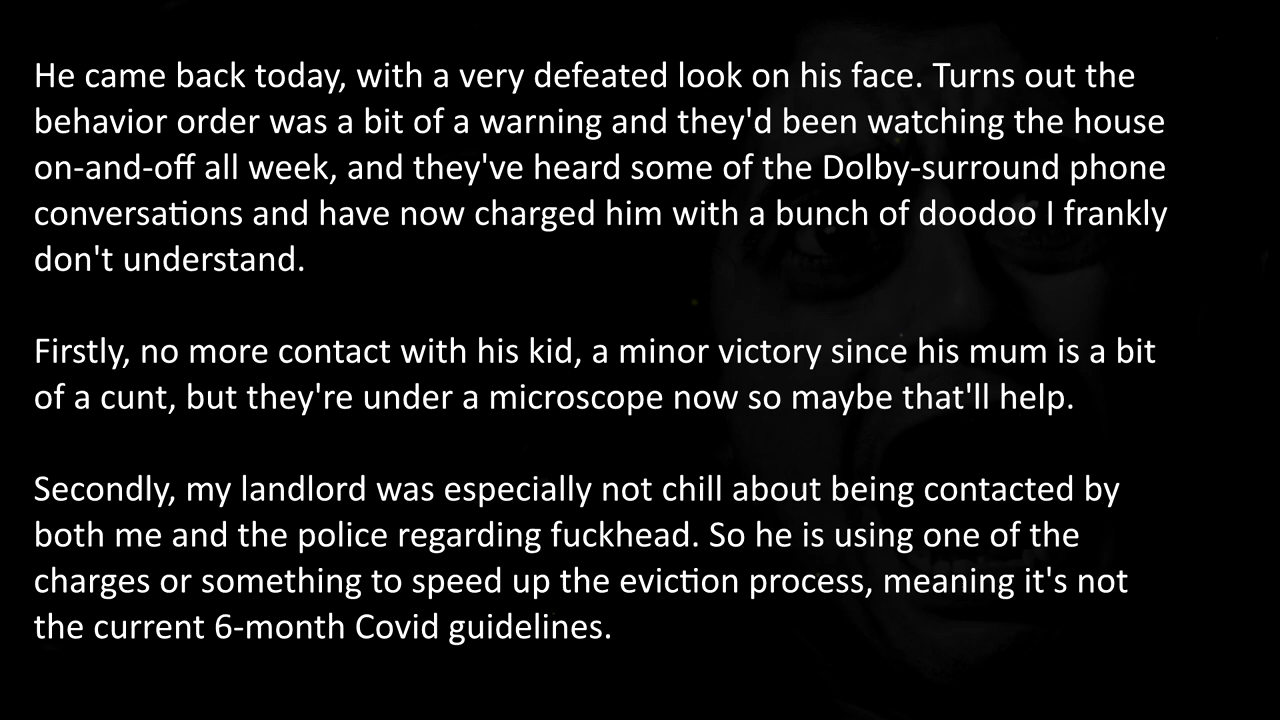 He came back today, with a very defeated look on his face. Turns out the
behavior order was a bit of a warning and they'd been watching the house
on-and-off all week, and they've heard some of the Dolby-surround phone
conversations and have now charged him with a bunch of doodoo I frankly
don't understand.
Firstly, no more contact with his kid, a minor victory since his mum is a bit
of a cunt, but they're under a microscope now so maybe that'll help.
Secondly, my landlord was especially not chill about being contacted by
both me and the police regarding fuckhead. So he is using one of the
charges or something to speed up the eviction process, meaning it's not
the current 6-month Covid guidelines.